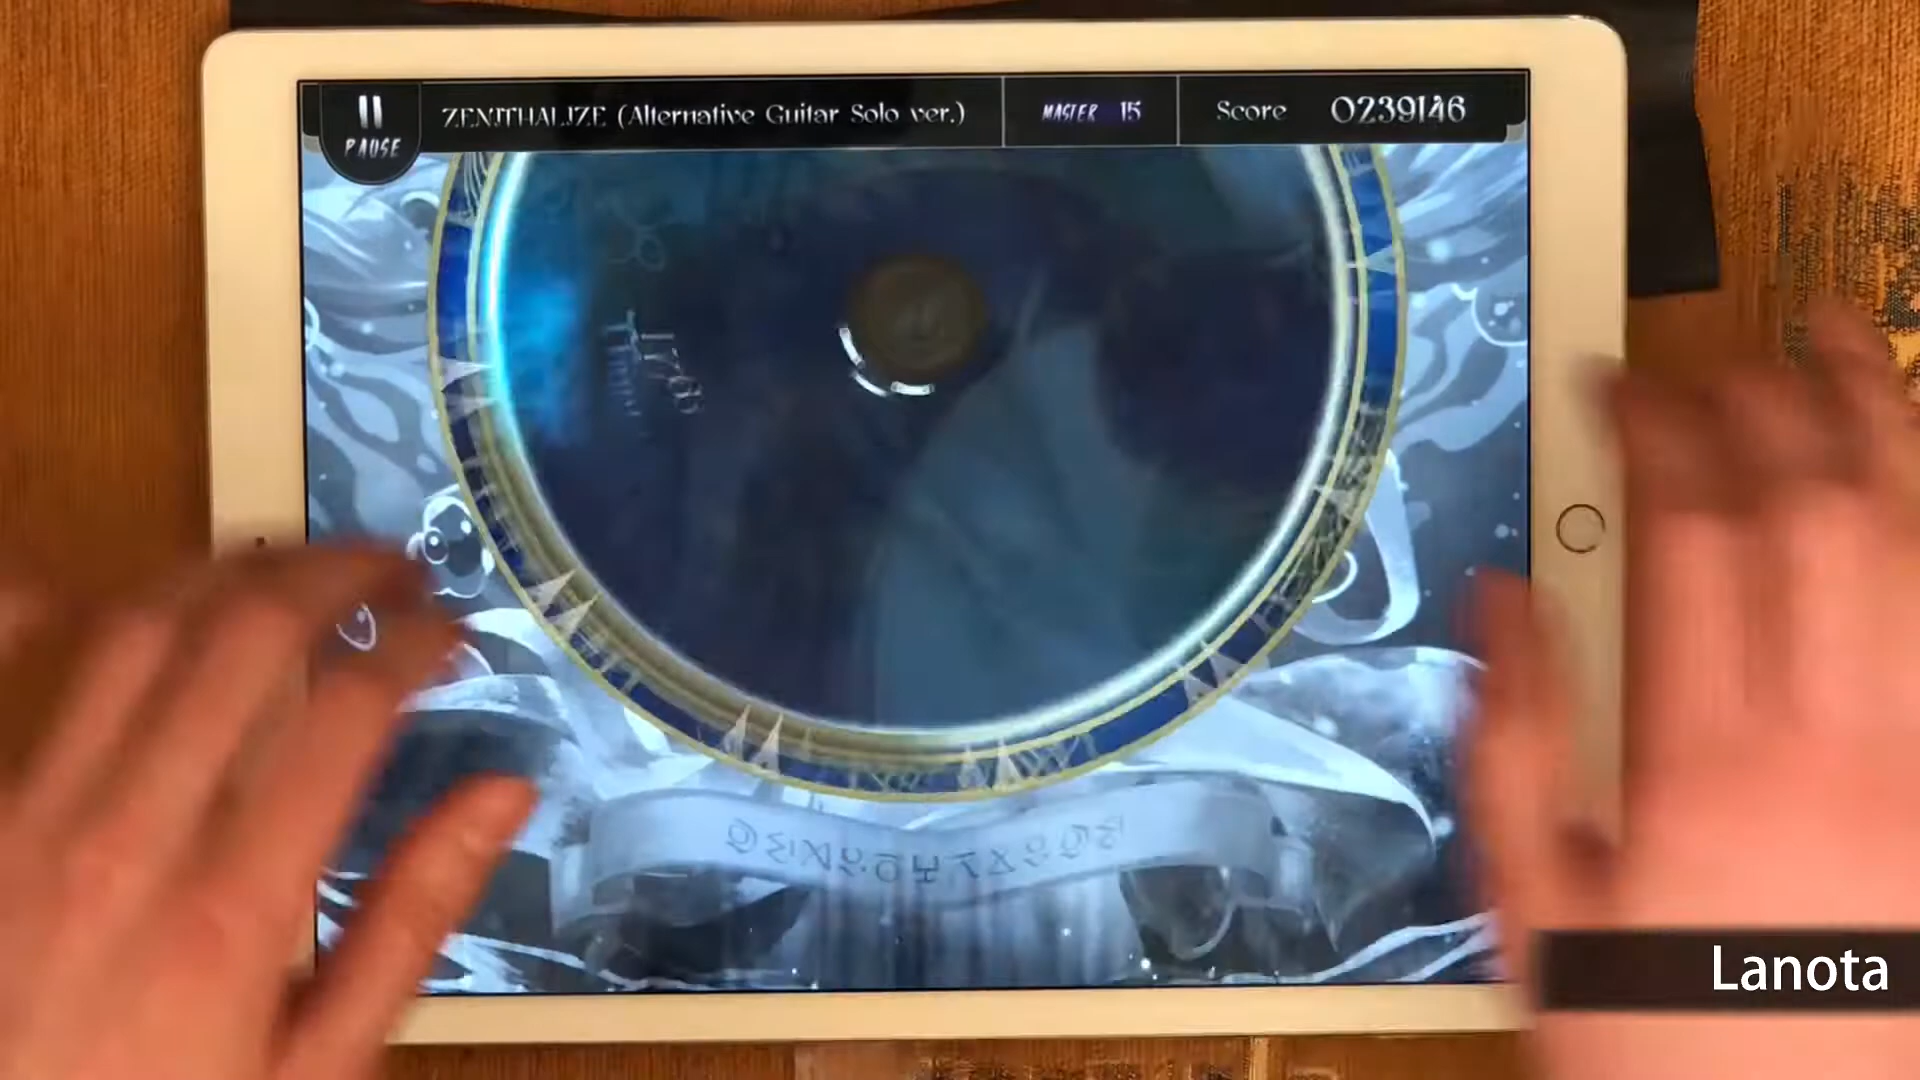 PAUSE
ZENITHALIZE (Alternative Guitar Solo ver.)
MASTER 15
Score 0239146
Lanota